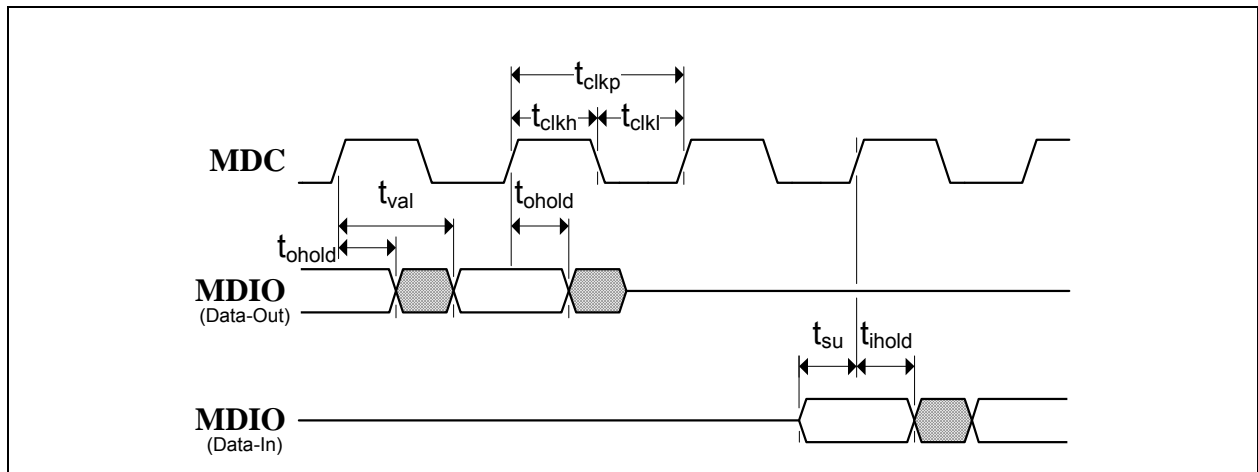 tclkp
tclkh tclkl
MDC
tval tohold
tohold
MDIO
(Data-Out)
tsu tihold
MDIO
(Data-In)